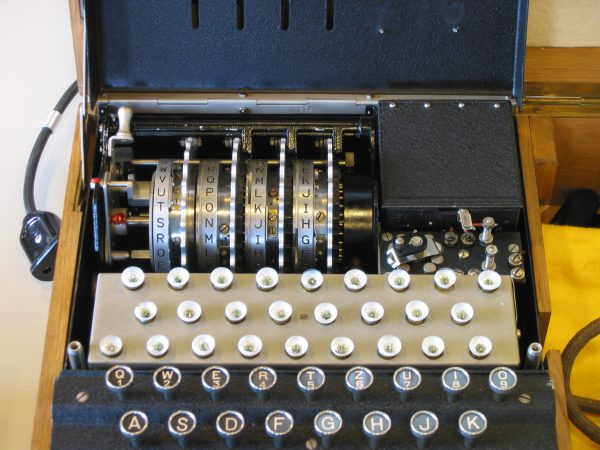 W V U T S R Q
Q P O N M
N M L K J I H
L K J I H G
Q W E R T Z U I O
1 2 3 4 5 6 7 8 9
A S D F G H J K